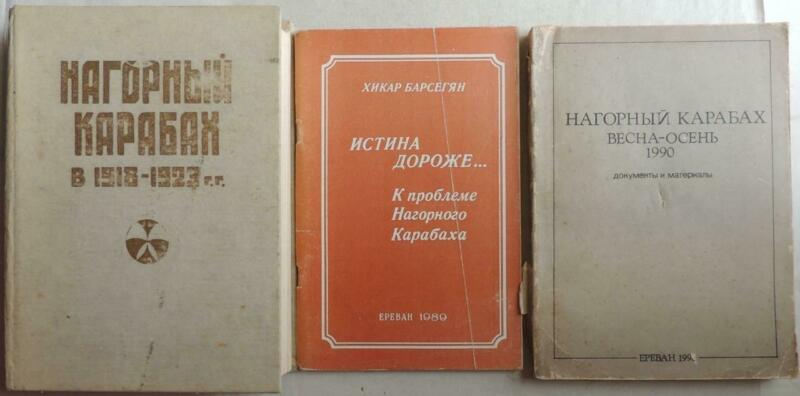 НАГОРНЫЙ
КАРАБАХ
В 1918-1923 г.г.
ХИКАР БАРСЕГЯН
ИСТИНА
ДОРОЖЕ...
К проблеме
Нагорного
Карабаха
ЕРЕВАН 1989
НАГОРНЫЙ КАРАБАХ
ВЕСНА-ОСЕНЬ
1990
документы и материалы
ЕРЕВАН